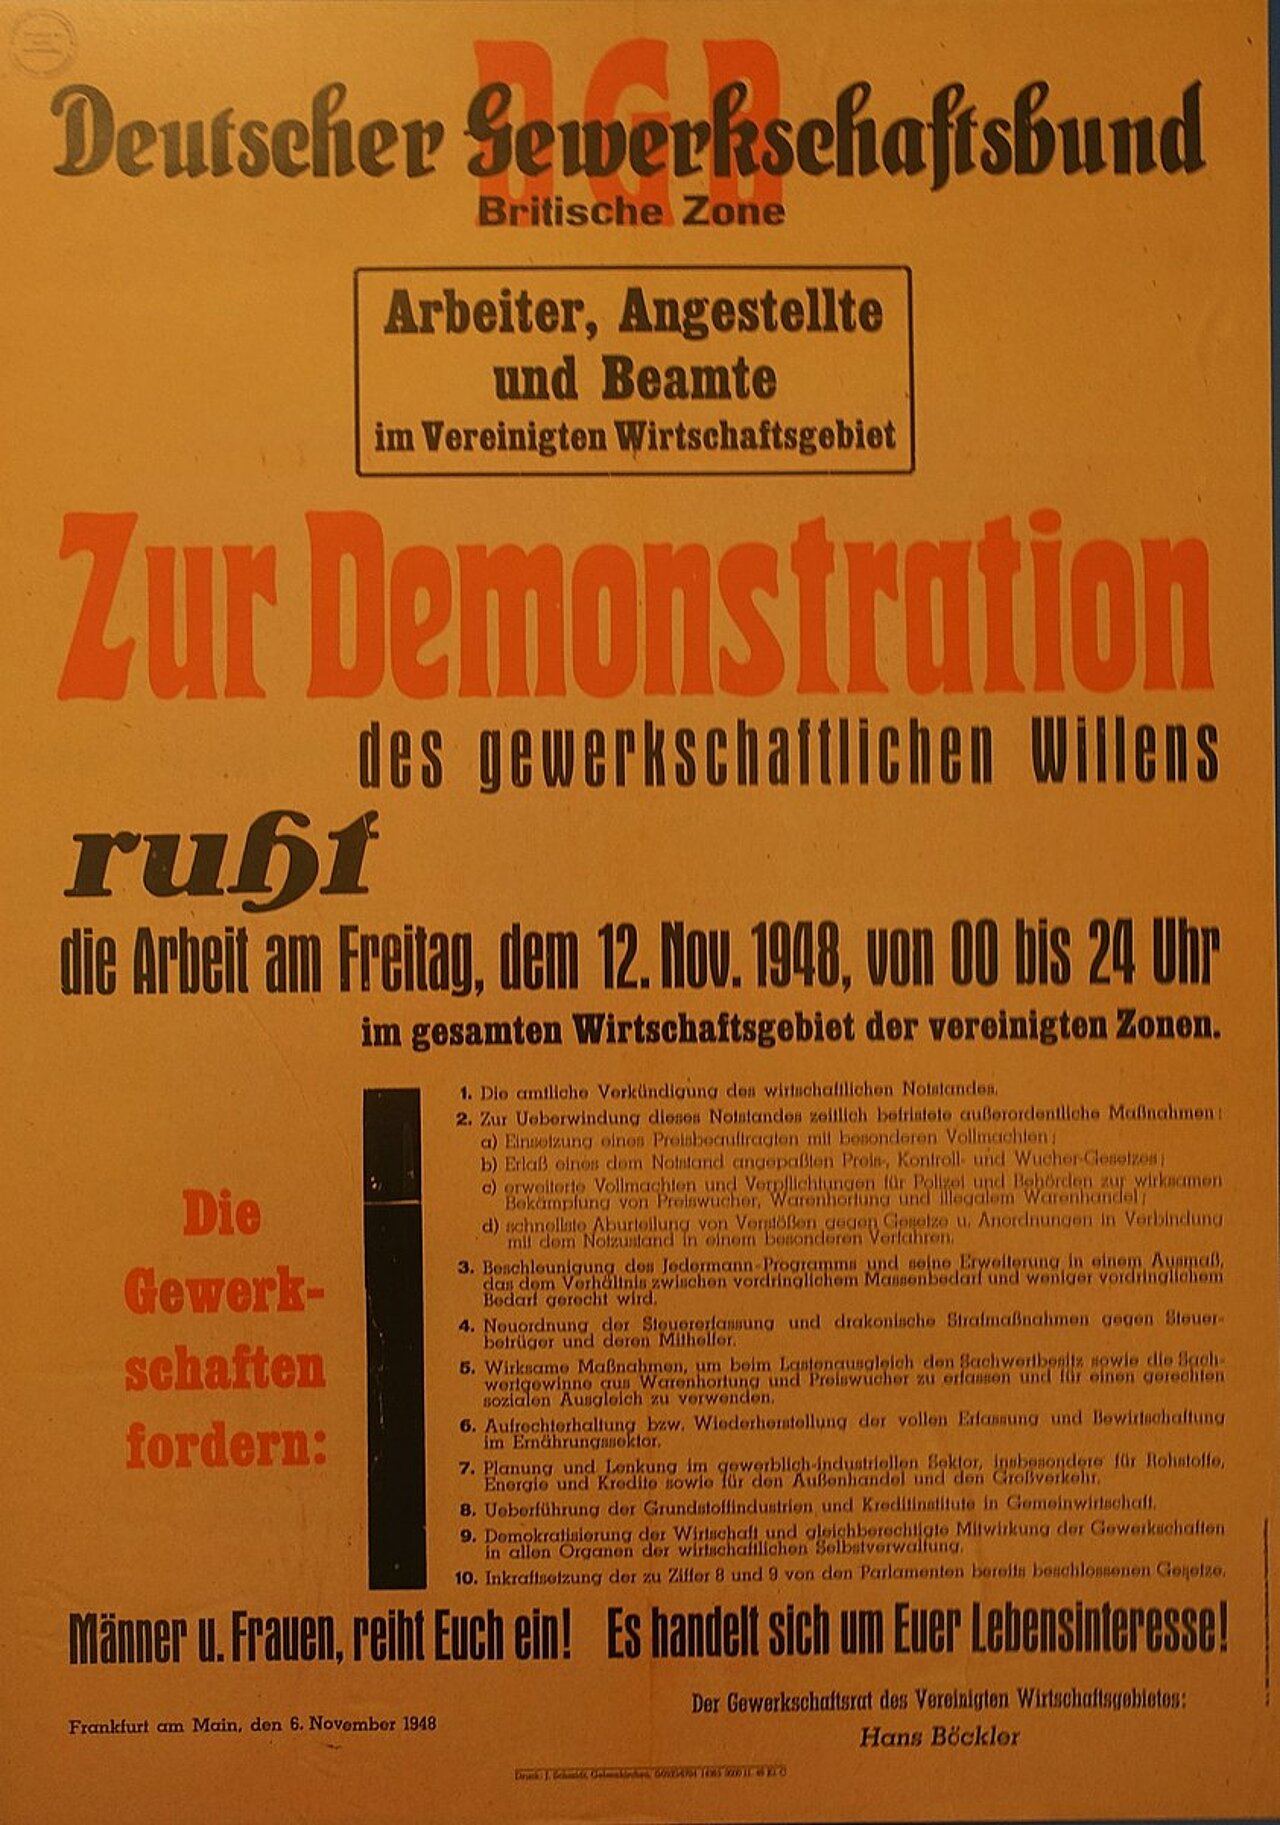 DGB
Deutscher Gewerkschaftsbund
Britische Zone
Arbeiter, Angestellte
und Beamte
im Vereinigten Wirtschaftsgebiet
Zur Demonstration
des gewerkschaftlichen Willens
ruht
die Arbeit am Freitag, dem 12. Nov. 1948, von 00 bis 24 Uhr
im gesamten Wirtschaftsgebiet der vereinigten Zonen.
Die
Gewerk-
schaften
fordern:
1. Die amtliche Verkündigung des wirtschaftlichen Notstandes.
2. Zur Ueberwindung dieses Notstandes zeitlich befristete außerordentliche Maßnahmen:
a) Einsetzung eines Preisbeauftragten mit besonderen Vollmachten;
b) Erlaß eines dem Notstand angepaßten Preis-, Kontroll- und Wucher-Gesetzes;
c) erweiterte Vollmachten und Verpflichtungen für Polizei und Behörden zur wirksamen
Bekämpfung von Preiswucher, Warenhortung und illegalem Warenhandel;
d) schnellste Aburteilung von Verstößen gegen Gesetze u. Anordnungen in Verbindung
mit dem Notzustand in einem besonderen Verfahren.
3. Beschleunigung des Jedermann-Programms und seine Erweiterung in einem Ausmaß,
das dem Verhältnis zwischen vordringlichem Massenbedarf und weniger vordringlichem
Bedarf gerecht wird.
4. Neuordnung der Steuererfassung und drakonische Strafmaßnahmen gegen Steuer-
betrüger und deren Mithelfer.
5. Wirksame Maßnahmen, um beim Lastenausgleich den Sachwertbesitz sowie die Sach-
wertgewinne aus Warenhortung und Preiswucher zu erfassen und für einen gerechten
sozialen Ausgleich zu verwenden.
6. Aufrechterhaltung bzw. Wiederherstellung der vollen Erfassung und Bewirtschaftung
im Ernährungssektor.
7. Planung und Lenkung im gewerblich-industriellen Sektor, insbesondere für Rohstoffe,
Energie und Kredite sowie für den Außenhandel und den Großverkehr.
8. Ueberführung der Grundstoffindustrien und Kreditinstitute in Gemeinwirtschaft.
9. Demokratisierung der Wirtschaft und gleichberechtigte Mitwirkung der Gewerkschaften
in allen Organen der wirtschaftlichen Selbstverwaltung.
10. Inkraftsetzung der zu Ziffer 8 und 9 von den Parlamenten bereits beschlossenen Gesetze.
Männer u. Frauen, reiht Euch ein! Es handelt sich um Euer Lebensinteresse!
Der Gewerkschaftsrat des Vereinigten Wirtschaftsgebietes:
Hans Böckler
Frankfurt am Main, den 6. November 1948
Druck: J. Schmidt, Gelsenkirchen,